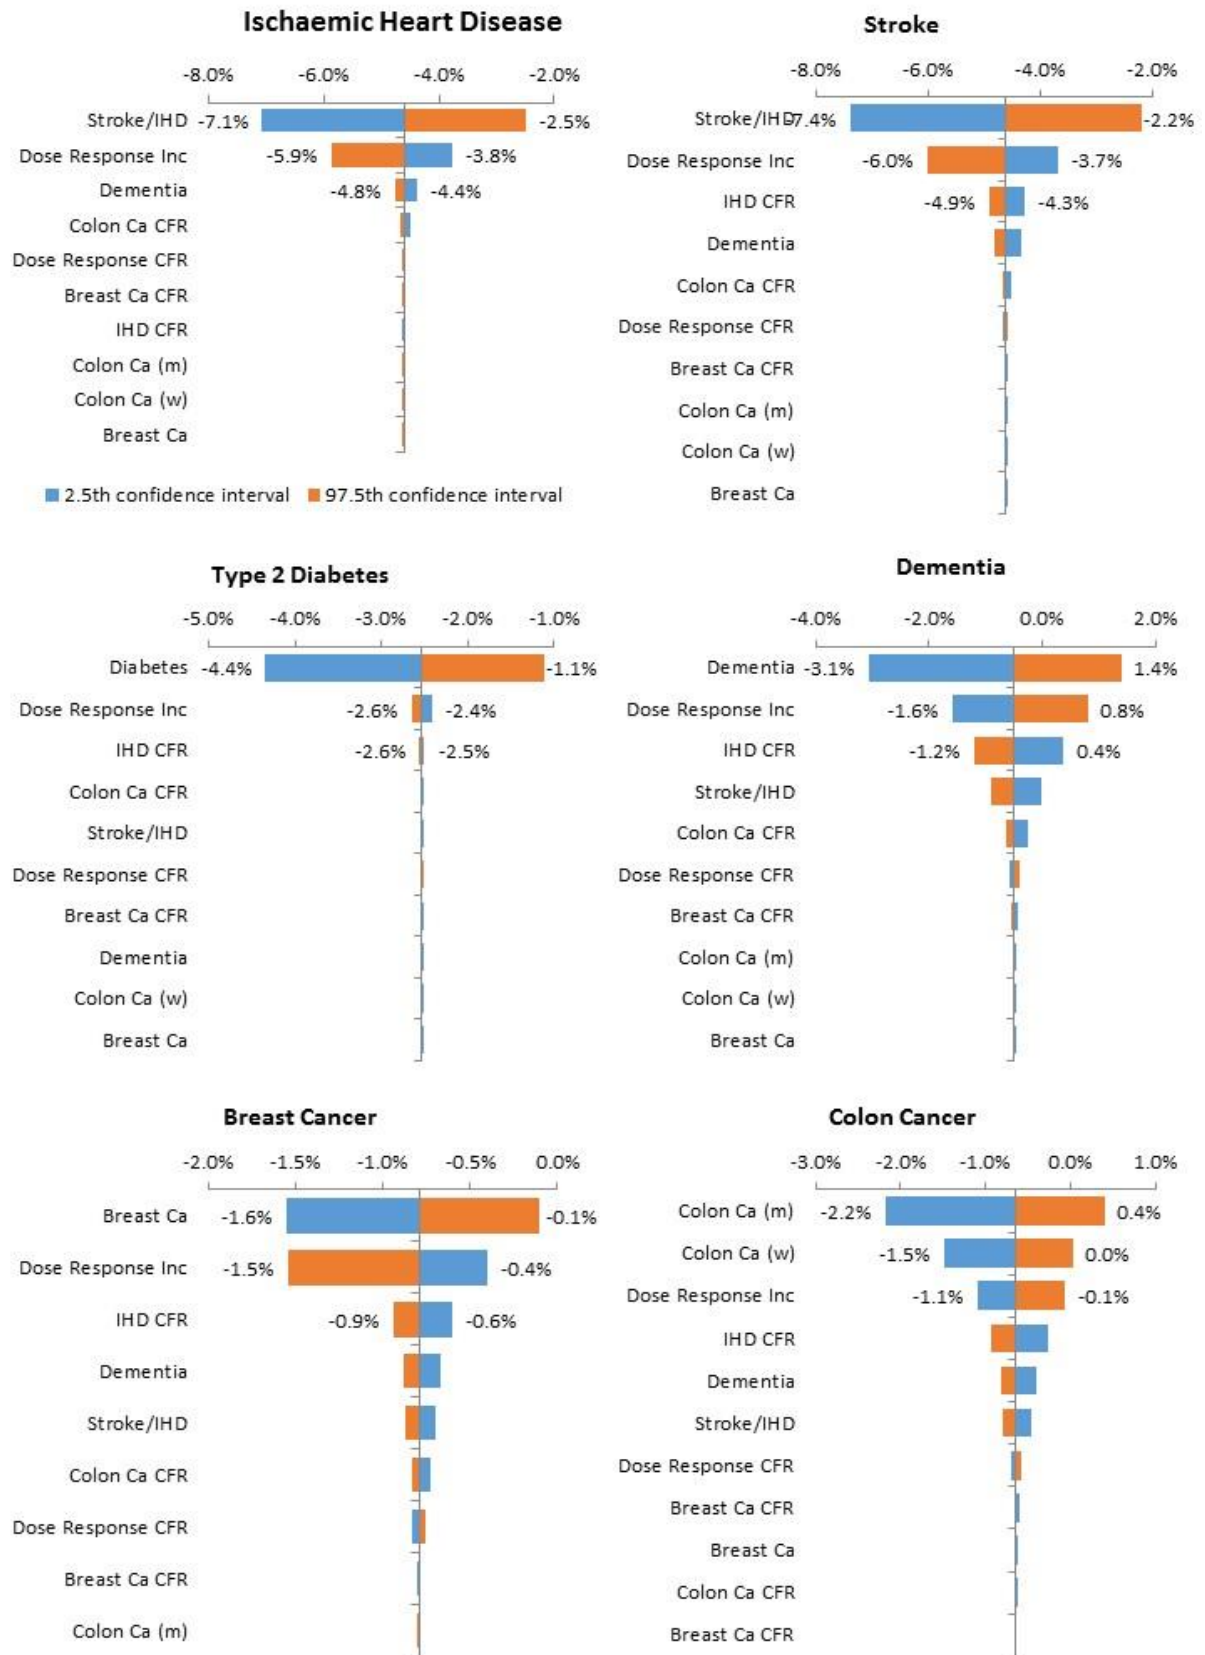 Ischaemic Heart Disease
-8.0% -6.0% -4.0% -2.0%
Stroke/IHD -7.1% -2.5%
Dose Response Inc -5.9% -3.8%
Dementia -4.8% -4.4%
Colon Ca CFR
Dose Response CFR
Breast Ca CFR
IHD CFR
Colon Ca (m)
Colon Ca (w)
Breast Ca
2.5th confidence interval 97.5th confidence interval
Stroke
-8.0% -6.0% -4.0% -2.0%
Stroke/IHD -7.4% -2.2%
Dose Response Inc -6.0% -3.7%
IHD CFR -4.9% -4.3%
Dementia
Colon Ca CFR
Dose Response CFR
Breast Ca CFR
Colon Ca (m)
Colon Ca (w)
Breast Ca
Type 2 Diabetes
-5.0% -4.0% -3.0% -2.0% -1.0%
Diabetes -4.4% -1.1%
Dose Response Inc -2.6% -2.4%
IHD CFR -2.6% -2.5%
Colon Ca CFR
Stroke/IHD
Dose Response CFR
Breast Ca CFR
Dementia
Colon Ca (w)
Breast Ca
Dementia
-4.0% -2.0% 0.0% 2.0%
Dementia -3.1% 1.4%
Dose Response Inc -1.6% 0.8%
IHD CFR -1.2% 0.4%
Stroke/IHD
Colon Ca CFR
Dose Response CFR
Breast Ca CFR
Colon Ca (m)
Colon Ca (w)
Breast Ca
Breast Cancer
-2.0% -1.5% -1.0% -0.5% 0.0%
Breast Ca -1.6% -0.1%
Dose Response Inc -1.5% -0.4%
IHD CFR -0.9% -0.6%
Dementia
Stroke/IHD
Colon Ca CFR
Dose Response CFR
Breast Ca CFR
Colon Ca (m)
Colon Cancer
-3.0% -2.0% -1.0% 0.0% 1.0%
Colon Ca (m) -2.2% 0.4%
Colon Ca (w) -1.5% 0.0%
Dose Response Inc -1.1% -0.1%
IHD CFR
Dementia
Stroke/IHD
Dose Response CFR
Breast Ca CFR
Breast Ca
Colon Ca CFR
Breast Ca CFR